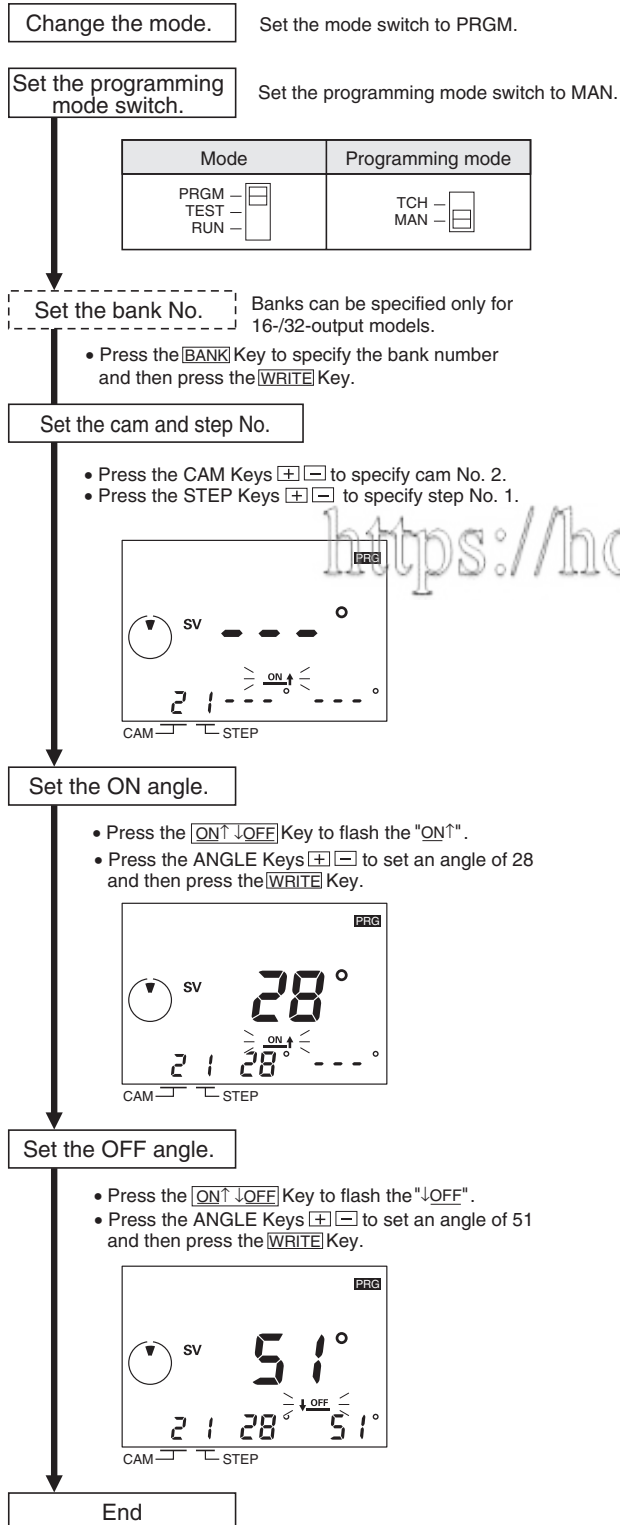 Change the mode. Set the mode switch to PRGM.
Set the programming mode switch. Set the programming mode switch to MAN.
Mode Programming mode
PRGM
TEST
RUN
TCH
MAN
Set the bank No. Banks can be specified only for
16-/32-output models.
• Press the BANK Key to specify the bank number
and then press the WRITE Key.
Set the cam and step No.
• Press the CAM Keys + - to specify cam No. 2.
• Press the STEP Keys + - to specify step No. 1.
https://
PRG
SV - - - °
ON↑
2 1 - - - ° - - - °
CAM STEP
Set the ON angle.
• Press the ON↑ ↓OFF Key to flash the "ON↑".
• Press the ANGLE Keys + - to set an angle of 28
and then press the WRITE Key.
PRG
SV 28°
ON↑
2 1 28° - - - °
CAM STEP
Set the OFF angle.
• Press the ON↑ ↓OFF Key to flash the "↓OFF".
• Press the ANGLE Keys + - to set an angle of 51
and then press the WRITE Key.
PRG
SV 51°
↓OFF
2 1 28° 51°
CAM STEP
End